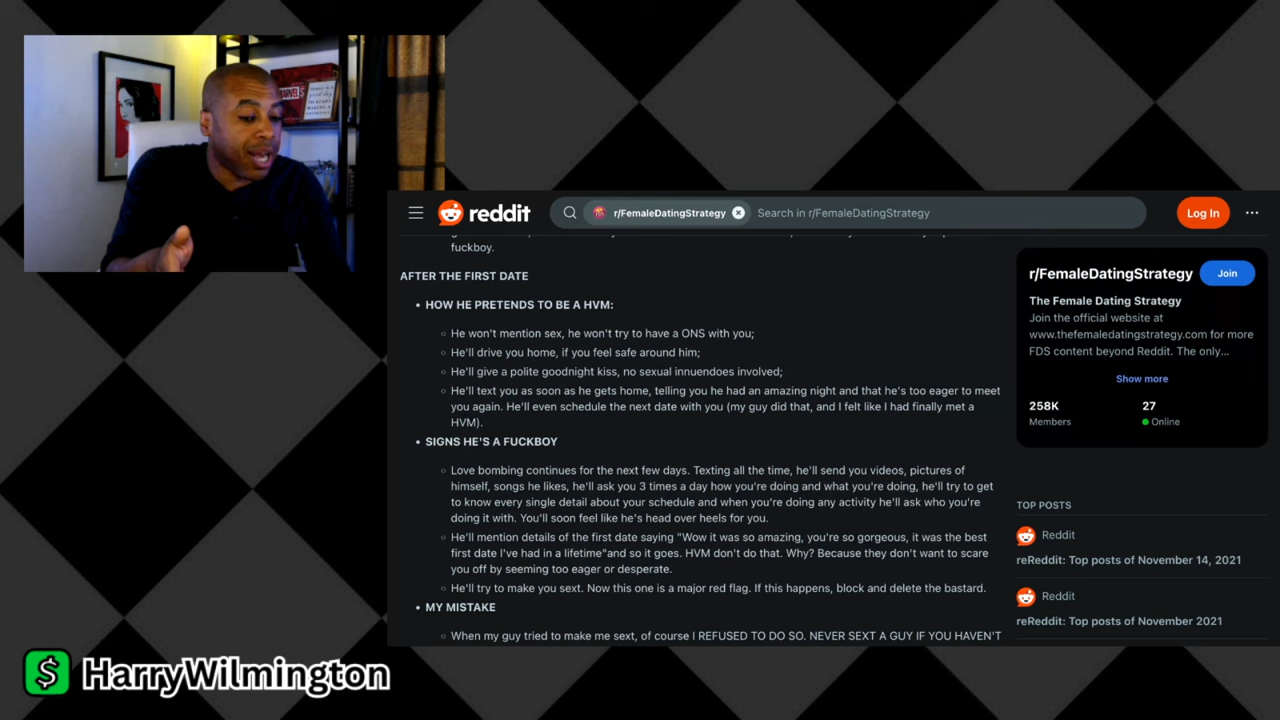 MARVEL
reddit
r/FemaleDatingStrategy
Search in r/FemaleDatingStrategy
Log In
fuckboy.
AFTER THE FIRST DATE
• HOW HE PRETENDS TO BE A HVM:
○ He won't mention sex, he won't try to have a ONS with you;
○ He'll drive you home, if you feel safe around him;
○ He'll give a polite goodnight kiss, no sexual innuendoes involved;
○ He'll text you as soon as he gets home, telling you he had an amazing night and that he's too eager to meet
you again. He'll even schedule the next date with you (my guy did that, and I felt like I had finally met a
HVM).
• SIGNS HE'S A FUCKBOY
○ Love bombing continues for the next few days. Texting all the time, he'll send you videos, pictures of
himself, songs he likes, he'll ask you 3 times a day how you're doing and what you're doing, he'll try to get
to know every single detail about your schedule and when you're doing any activity he'll ask who you're
doing it with. You'll soon feel like he's head over heels for you.
○ He'll mention details of the first date saying "Wow it was so amazing, you're so gorgeous, it was the best
first date I've had in a lifetime"and so it goes. HVM don't do that. Why? Because they don't want to scare
you off by seeming too eager or desperate.
○ He'll try to make you sext. Now this one is a major red flag. If this happens, block and delete the bastard.
• MY MISTAKE
○ When my guy tried to make me sext, of course I REFUSED TO DO SO. NEVER SEXT A GUY IF YOU HAVEN'T
r/FemaleDatingStrategy
Join
The Female Dating Strategy
Join the official website at
www.thefemaledatingstrategy.com for more
FDS content beyond Reddit. The only...
Show more
258K
27
Members
Online
TOP POSTS
Reddit
reReddit: Top posts of November 14, 2021
Reddit
reReddit: Top posts of November 2021
$ HarryWilmington